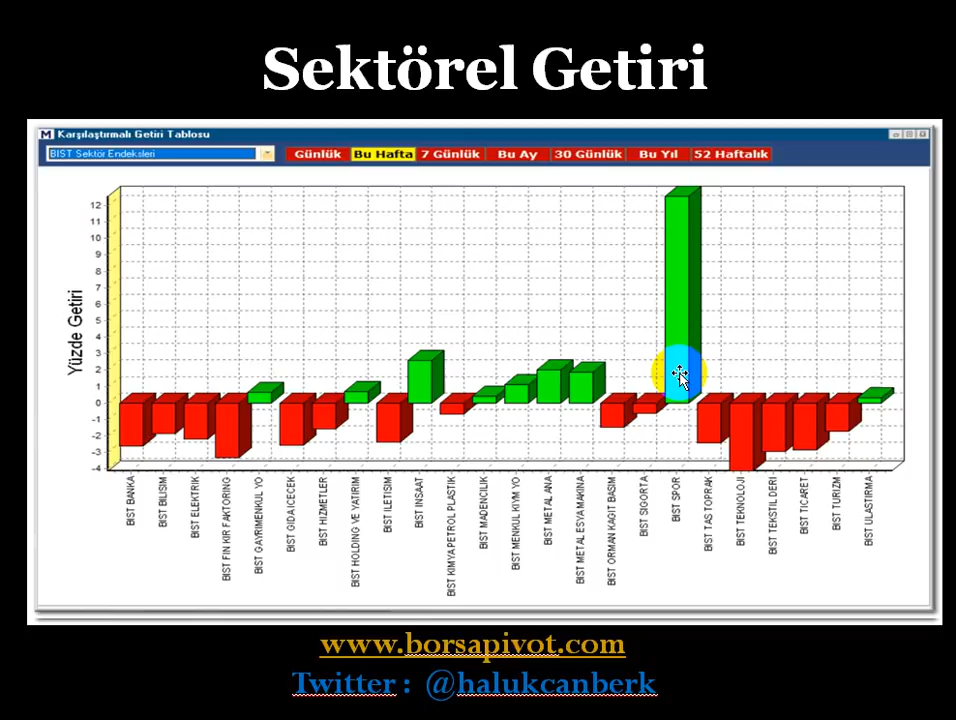 Sektörel Getiri
M Karşılaştırmalı Getiri Tablosu
BIST Sektör Endeksleri
Günlük Bu Hafta 7 Günlük Bu Ay 30 Günlük Bu Yıl 52 Haftalık
Yüzde Getiri
12
11
10
9
8
7
6
5
4
3
2
1
0
-1
-2
-3
-4
BIST BANKA
BIST BILISIM
BIST ELEKTRIK
BIST FIN KIR FAKTORING
BIST GAYRIMENKUL YO
BIST GIDA ICECEK
BIST HIZMETLER
BIST HOLDING VE YATIRIM
BIST ILETISIM
BIST INSAAT
BIST KIMYA PETROL PLASTIK
BIST MADENCILIK
BIST MENKUL KIYM YO
BIST METAL ANA
BIST METAL ESYA MAKINA
BIST ORMAN KAGIT BASIM
BIST SIGORTA
BIST SPOR
BIST TAS TOPRAK
BIST TEKNOLOJI
BIST TEKSTIL DERI
BIST TICARET
BIST TURIZM
BIST ULASTIRMA
www.borsapivot.com
Twitter : @halukcanberk